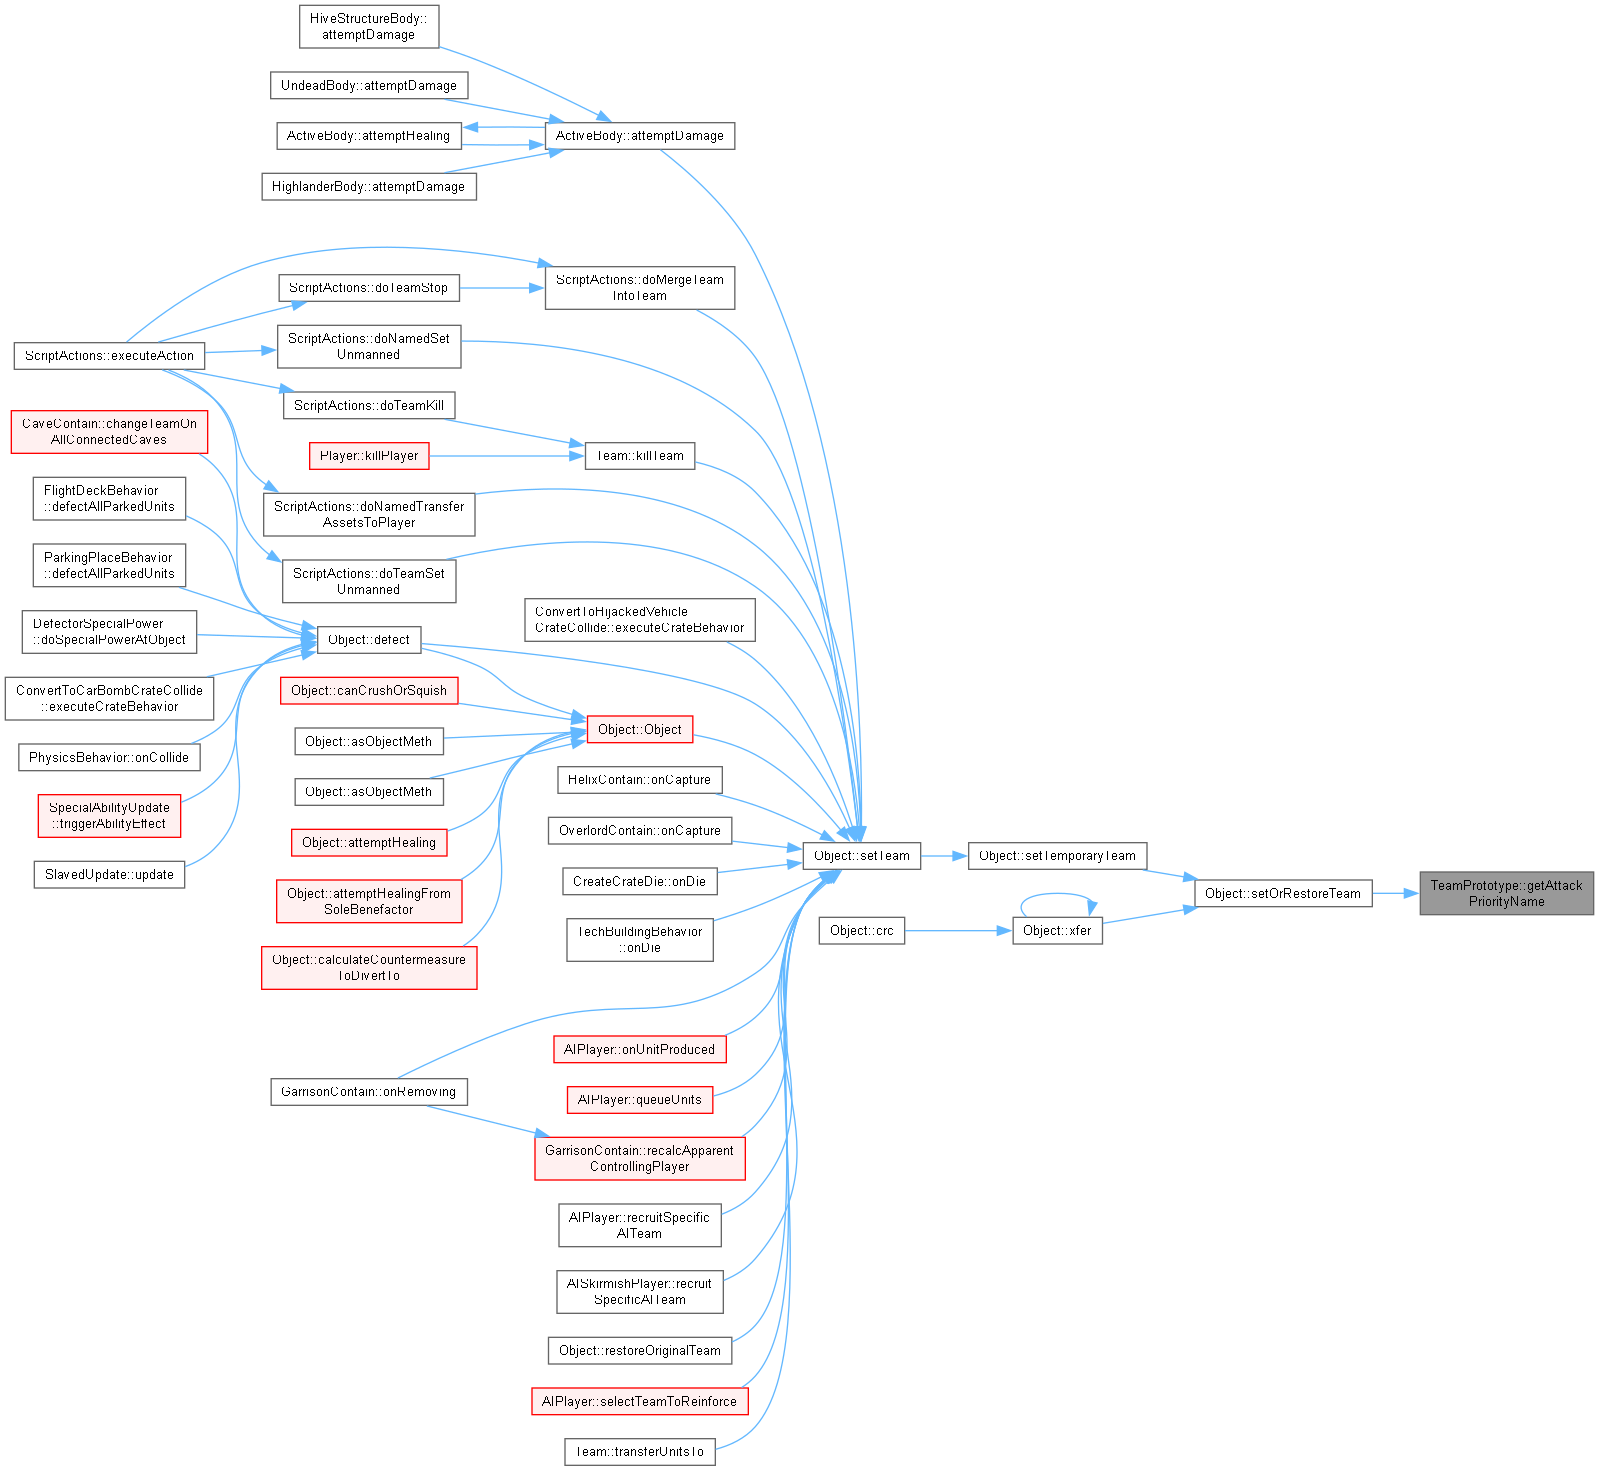 HiveStructureBody::
attemptDamage
UndeadBody::attemptDamage
ActiveBody::attemptHealing
ActiveBody::attemptDamage
HighlanderBody::attemptDamage
ScriptActions::doMergeTeam
IntoTeam
ScriptActions::doTeamStop
ScriptActions::doNamedSet
Unmanned
ScriptActions::executeAction
ScriptActions::doTeamKill
CaveContain::changeTeamOn
AllConnectedCaves
Player::killPlayer
Team::killTeam
FlightDeckBehavior
::defectAllParkedUnits
ScriptActions::doNamedTransfer
AssetsToPlayer
ParkingPlaceBehavior
::defectAllParkedUnits
ScriptActions::doTeamSet
Unmanned
ConvertToHijackedVehicle
CrateCollide::executeCrateBehavior
DefectorSpecialPower
::doSpecialPowerAtObject
Object::defect
ConvertToCarBombCrateCollide
::executeCrateBehavior
Object::canCrushOrSquish
Object::Object
Object::asObjectMeth
PhysicsBehavior::onCollide
HelixContain::onCapture
Object::asObjectMeth
SpecialAbilityUpdate
::triggerAbilityEffect
OverlordContain::onCapture
Object::attemptHealing
Object::setTeam
Object::setTemporaryTeam
SlavedUpdate::update
CreateCrateDie::onDie
Object::attemptHealingFrom
SoleBenefactor
Object::setOrRestoreTeam
TeamPrototype::getAttack
PriorityName
TechBuildingBehavior
::onDie
Object::crc
Object::xfer
Object::calculateCountermeasure
ToDivertTo
AIPlayer::onUnitProduced
GarrisonContain::onRemoving
AIPlayer::queueUnits
GarrisonContain::recalcApparent
ControllingPlayer
AIPlayer::recruitSpecific
AITeam
AISkirmishPlayer::recruit
SpecificAITeam
Object::restoreOriginalTeam
AIPlayer::selectTeamToReinforce
Team::transferUnitsTo